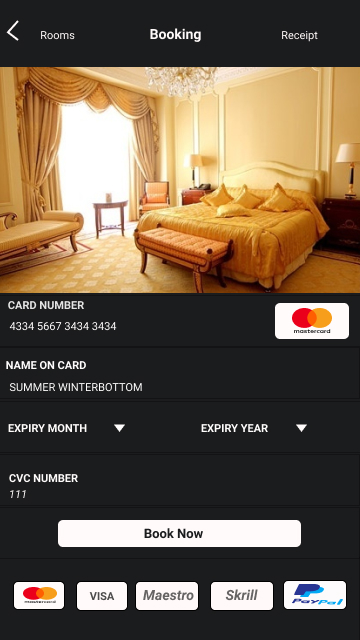 Rooms Booking Receipt
CARD NUMBER
4334 5667 3434 3434
mastercard
NAME ON CARD
SUMMER WINTERBOTTOM
EXPIRY MONTH EXPIRY YEAR
CVC NUMBER
111
Book Now
mastercard VISA Maestro Skrill PayPal